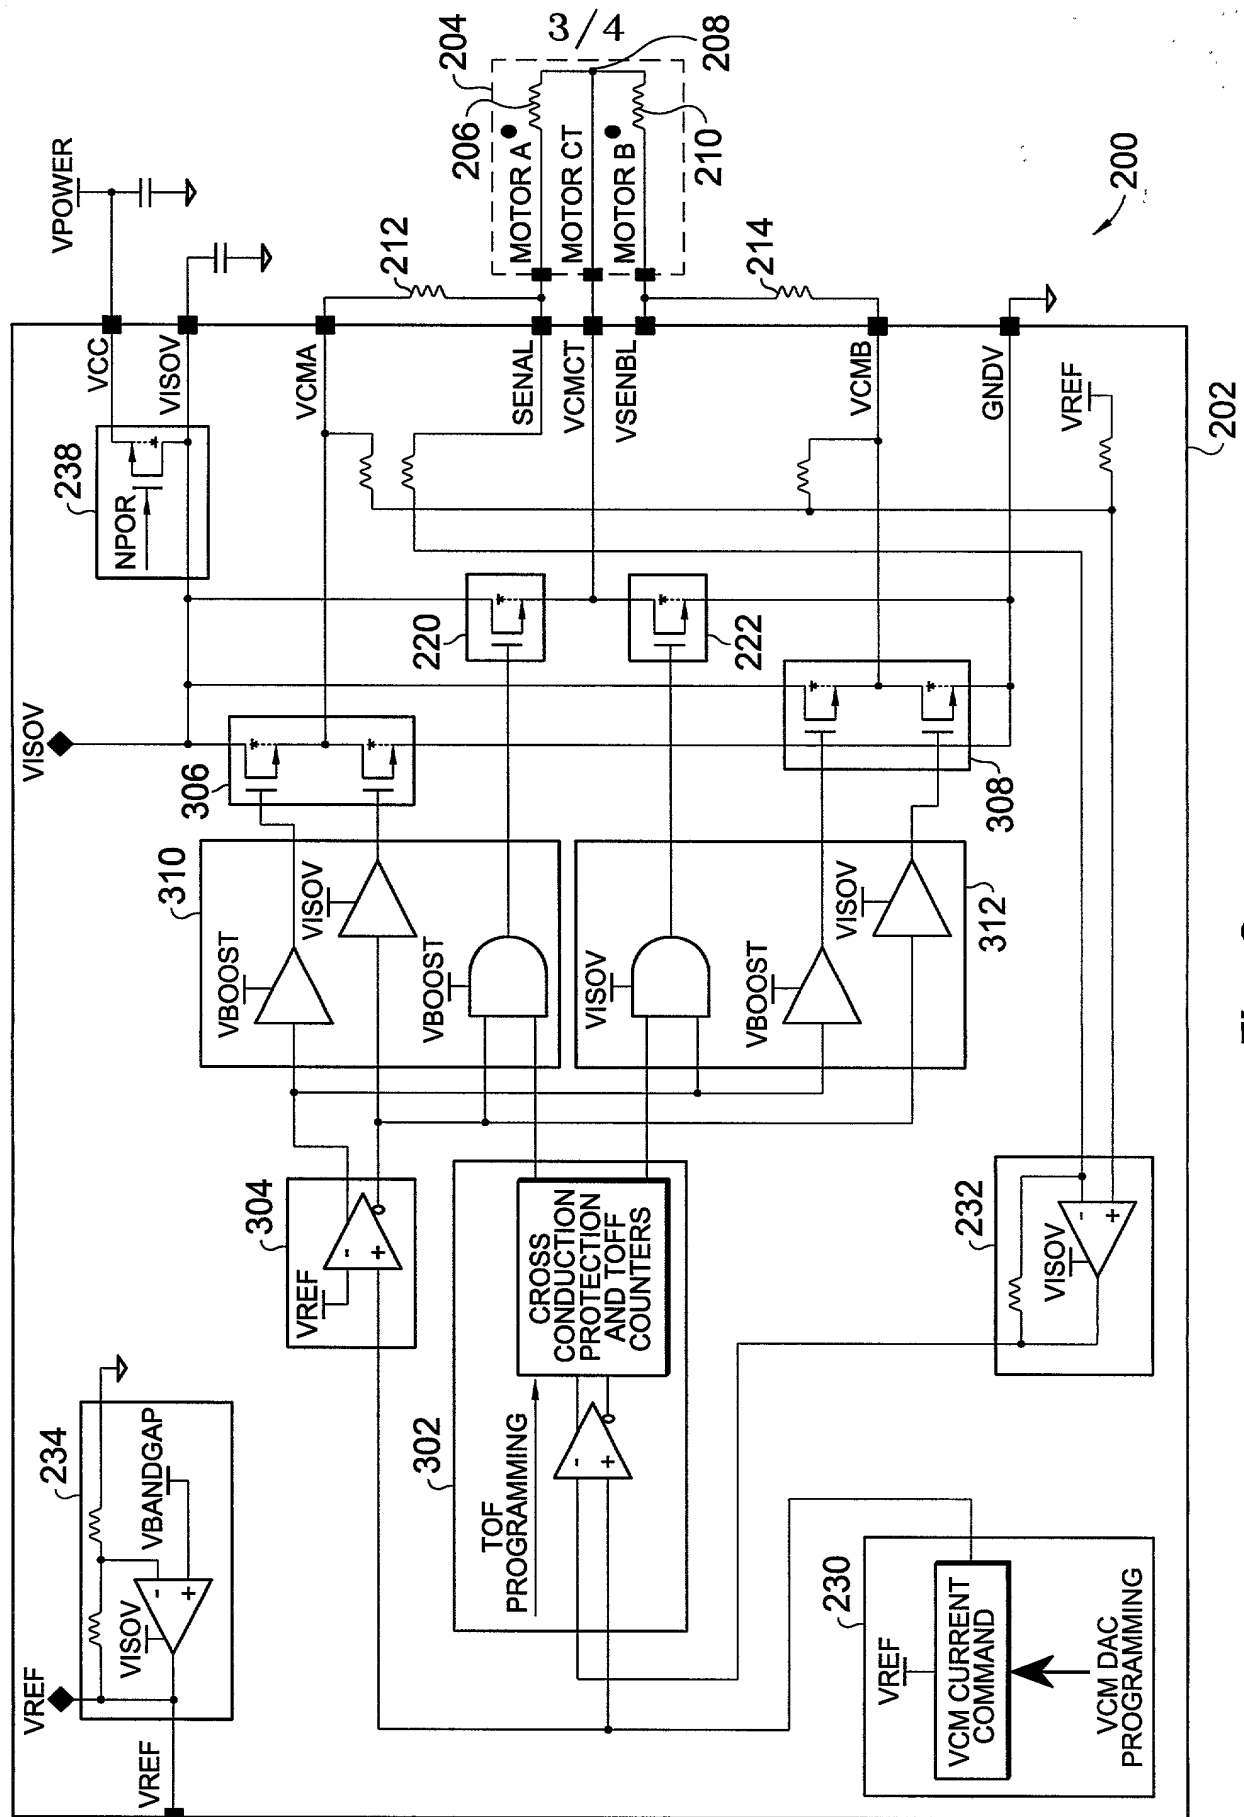 3/4
204
206
208
MOTOR A
MOTOR CT
MOTOR B
210
200
VPOWER
212
214
VCC
VISOV
VCMA
SENAL
VCMCT
VSENBL
VCMB
GNDV
VREF
202
238
NPOR
220
222
VISOV
306
308
310
VBOOST
VISOV
VBOOST
VISOV
VBOOST
VISOV
312
304
VREF
-
+
CROSS
CONDUCTION
PROTECTION
AND TOFF
COUNTERS
302
TOF
PROGRAMMING
-
+
232
VISOV
-
+
234
VBANDGAP
VISOV
-
+
VREF
VREF
230
VREF
VCM CURRENT
COMMAND
VCM DAC
PROGRAMMING